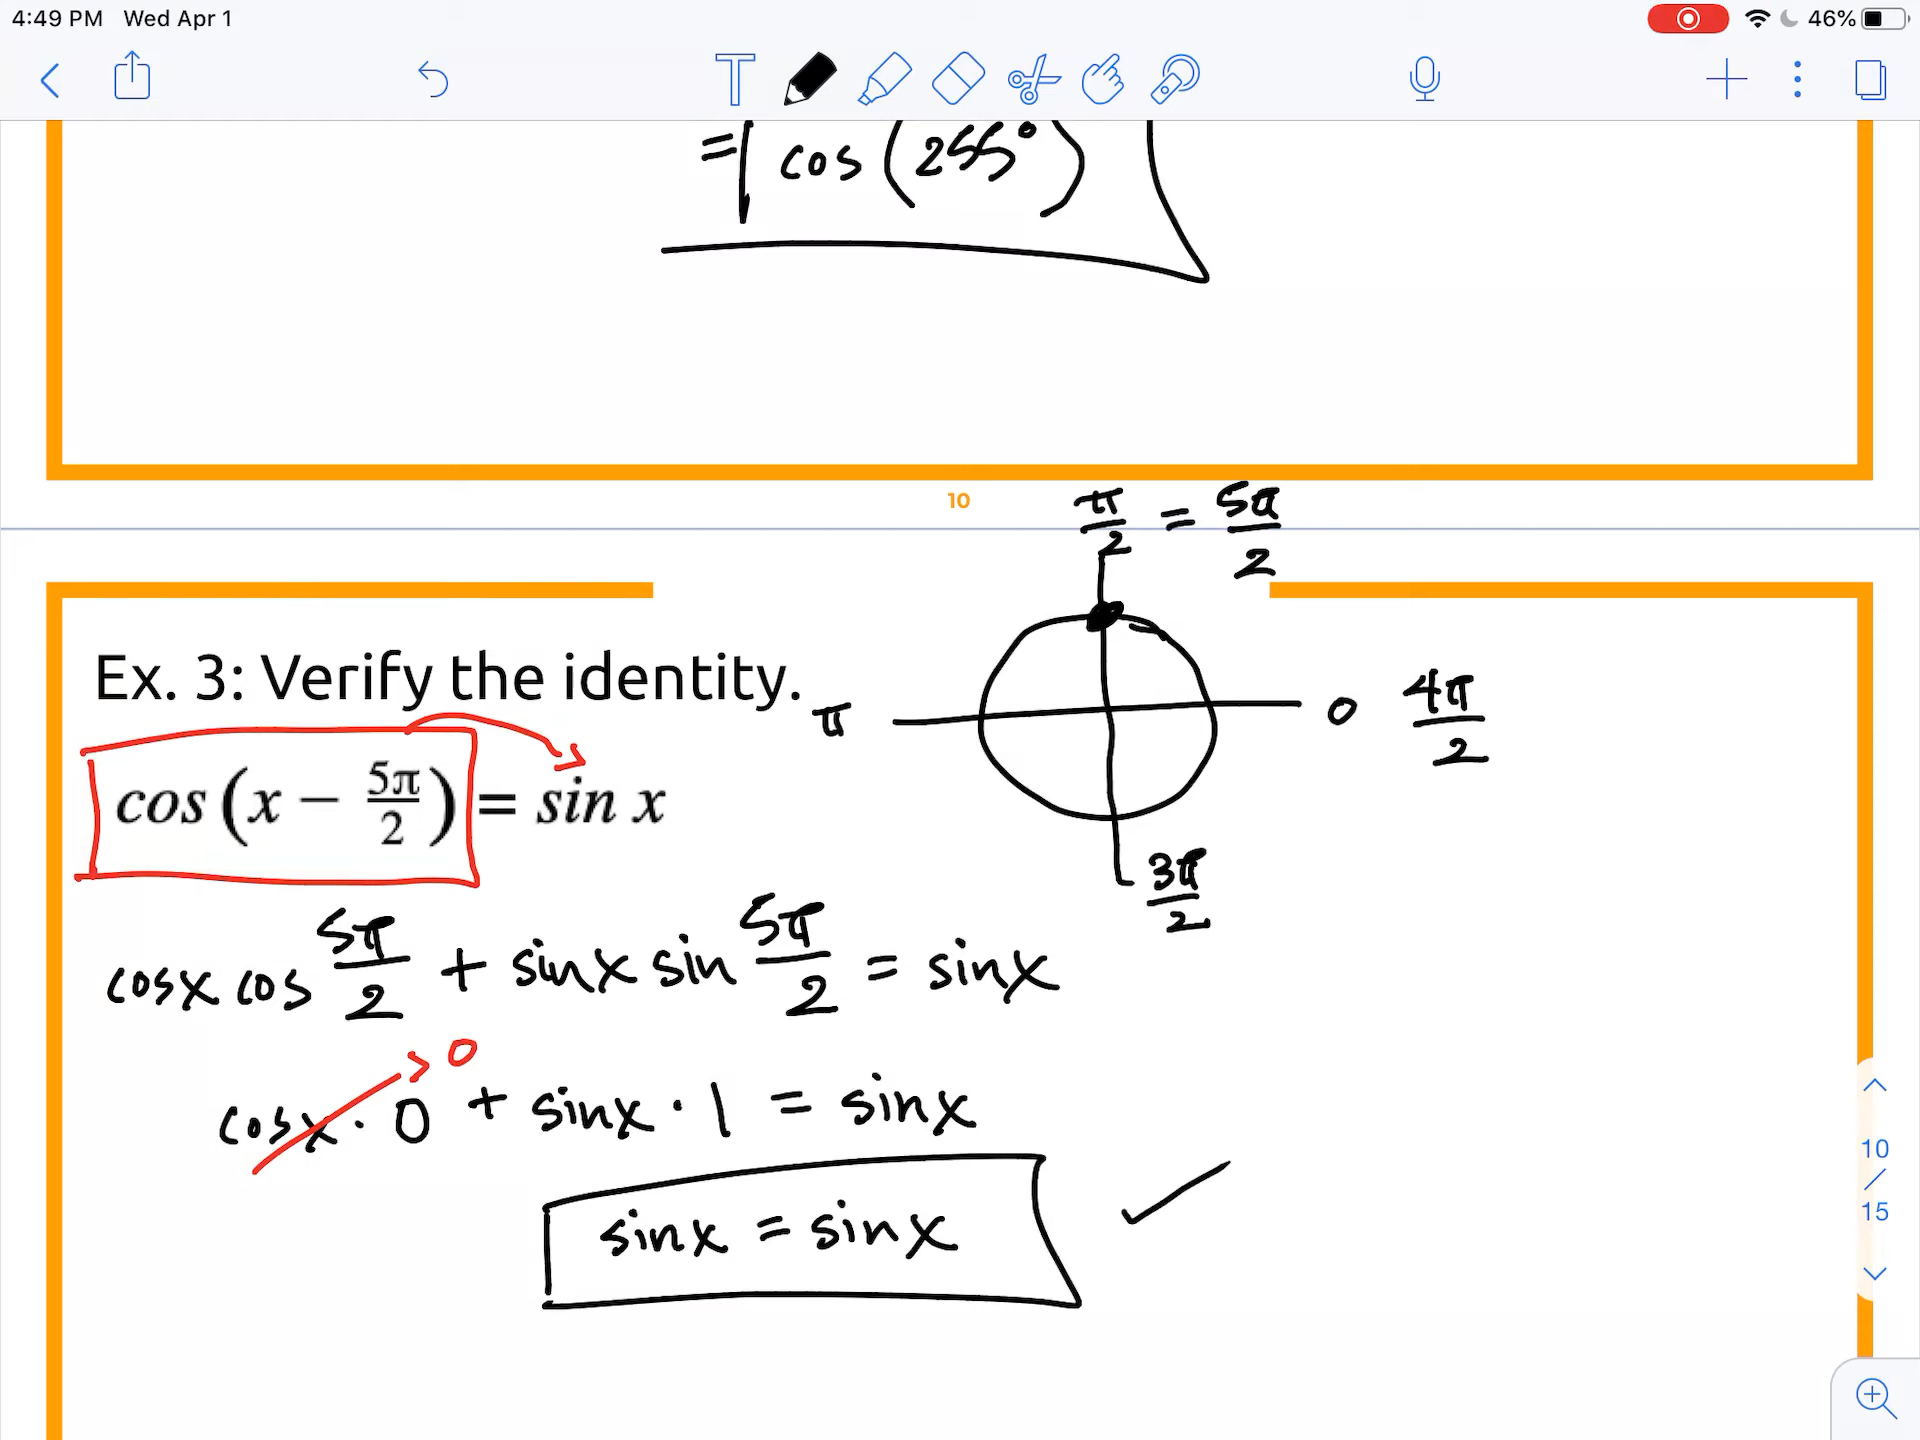 4:49 PM Wed Apr 1 46%
= cos (255°)
10
π/2 = 5π/2
Ex. 3: Verify the identity.
π 0 4π/2
cos (x − 5π/2) = sin x
3π/2
cosx cos 5π/2 + sinx sin 5π/2 = sinx
0
cosx · 0 + sinx · 1 = sinx
sinx = sinx ✓
10
/
15